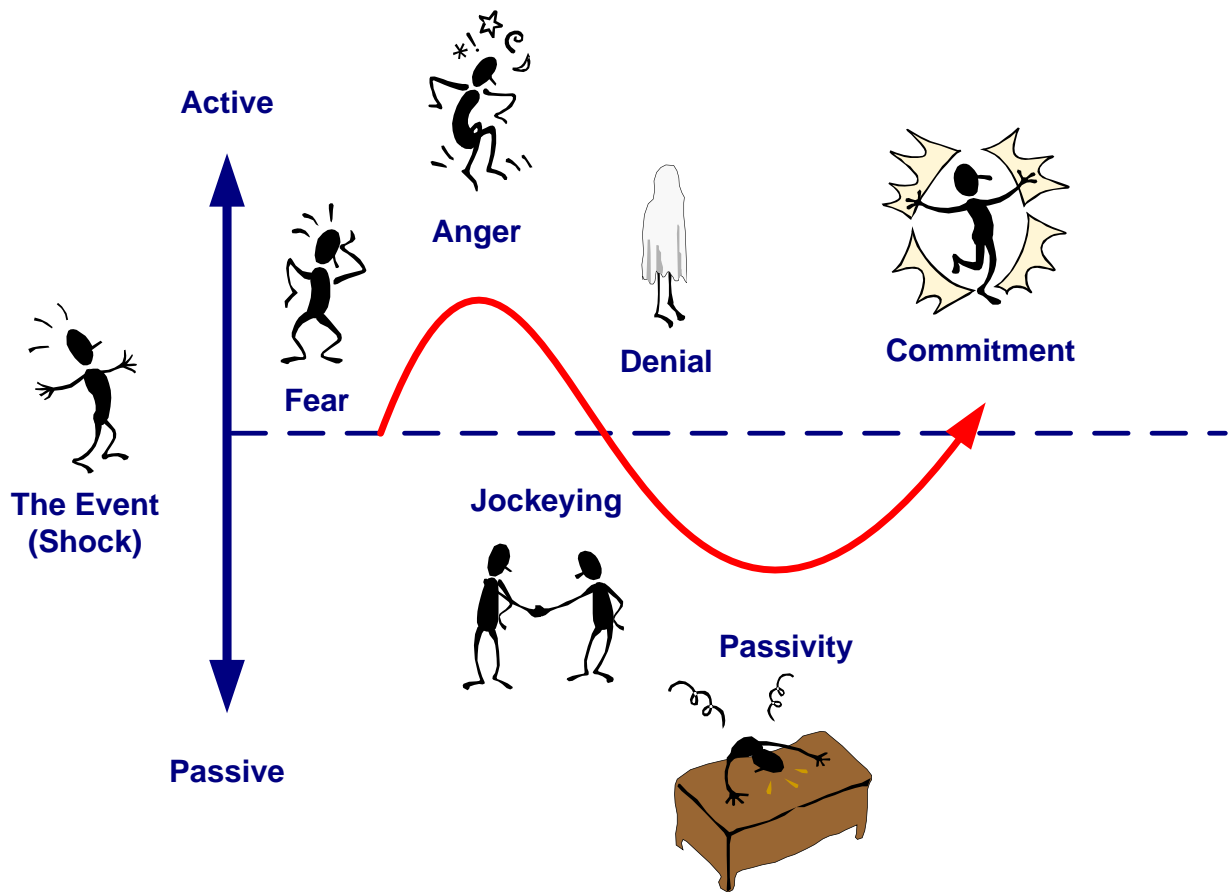 Active
Anger
Fear
Denial
Commitment
The Event
(Shock)
Jockeying
Passivity
Passive